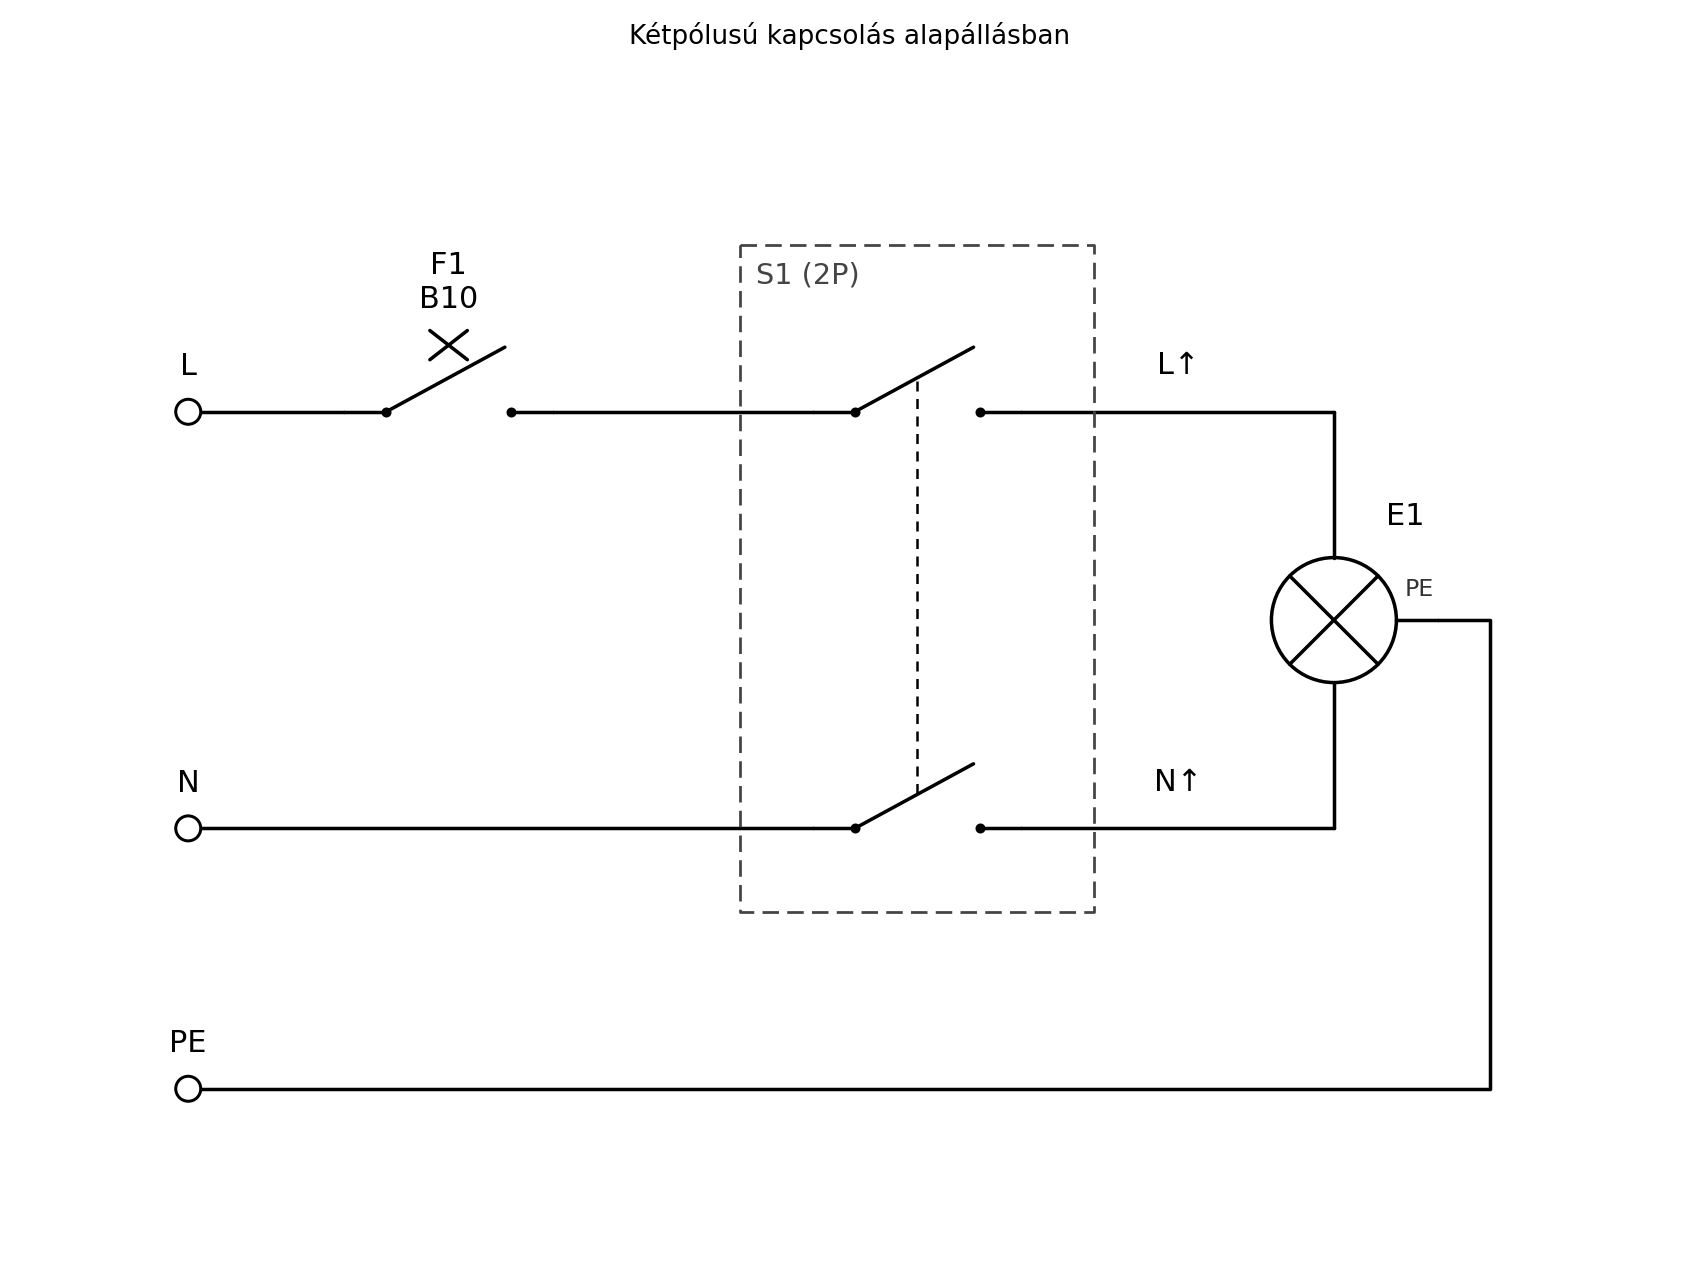 Kétpólusú kapcsolás alapállásban
F1
B10
S1 (2P)
L
L↑
E1
PE
N
N↑
PE